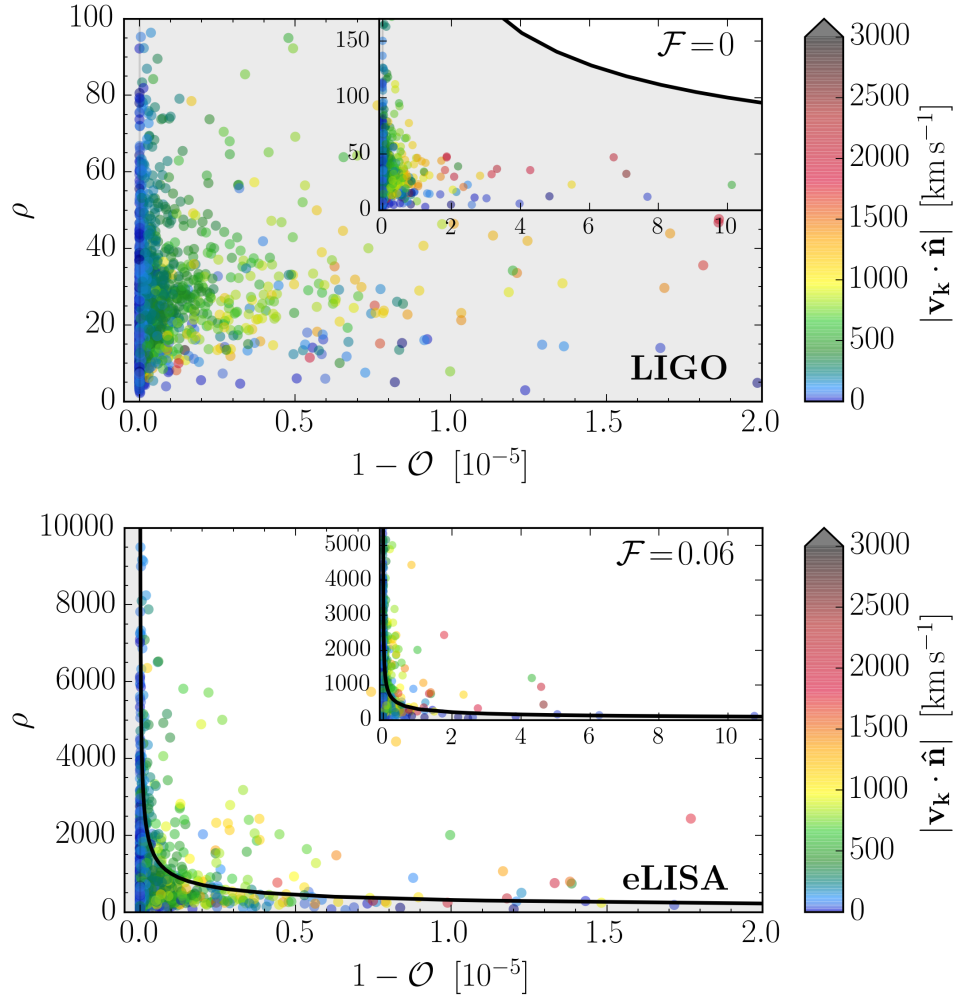 100
80
60
40
20
0
ρ
0.0 0.5 1.0 1.5 2.0
1 − 𝒪 [10⁻⁵]
150
100
50
0
0 2 4 6 8 10
ℱ = 0
LIGO
3000
2500
2000
1500
1000
500
0
|v_k · n̂| [km s⁻¹]
10000
8000
6000
4000
2000
0
ρ
0.0 0.5 1.0 1.5 2.0
1 − 𝒪 [10⁻⁵]
5000
4000
3000
2000
1000
0
0 2 4 6 8 10
ℱ = 0.06
eLISA
3000
2500
2000
1500
1000
500
0
|v_k · n̂| [km s⁻¹]